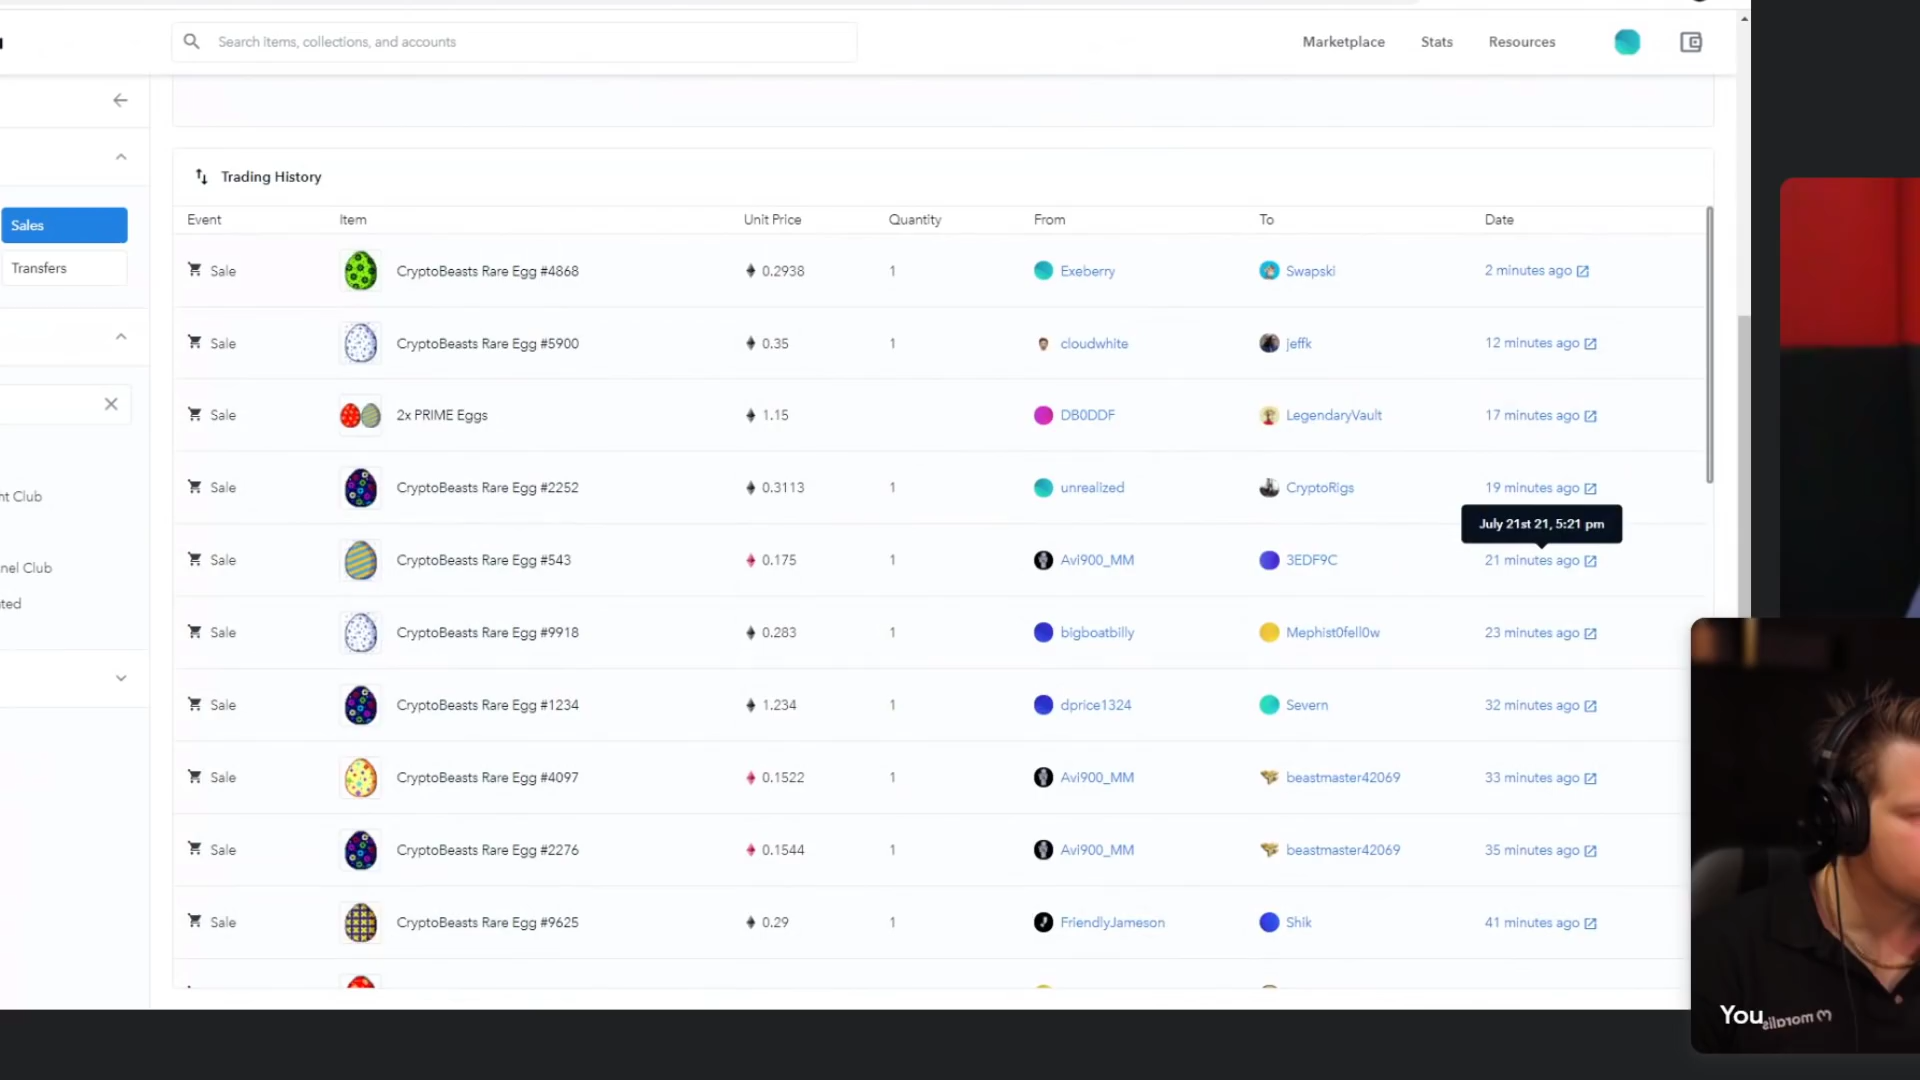 Search items, collections, and accounts
Marketplace Stats Resources
Trading History
Event Item Unit Price Quantity From To Date
Sales
Transfers
nt Club
nel Club
ted
Sale CryptoBeasts Rare Egg #4868 0.2938 1 Exeberry Swapski 2 minutes ago
Sale CryptoBeasts Rare Egg #5900 0.35 1 cloudwhite jeffk 12 minutes ago
Sale 2x PRIME Eggs 1.15 DB0DDF LegendaryVault 17 minutes ago
Sale CryptoBeasts Rare Egg #2252 0.3113 1 unrealized CryptoRigs 19 minutes ago
July 21st 21, 5:21 pm
Sale CryptoBeasts Rare Egg #543 0.175 1 Avi900_MM 3EDF9C 21 minutes ago
Sale CryptoBeasts Rare Egg #9918 0.283 1 bigboatbilly Mephist0fell0w 23 minutes ago
Sale CryptoBeasts Rare Egg #1234 1.234 1 dprice1324 Severn 32 minutes ago
Sale CryptoBeasts Rare Egg #4097 0.1522 1 Avi900_MM beastmaster42069 33 minutes ago
Sale CryptoBeasts Rare Egg #2276 0.1544 1 Avi900_MM beastmaster42069 35 minutes ago
Sale CryptoBeasts Rare Egg #9625 0.29 1 FriendlyJameson Shik 41 minutes ago
You
moralis